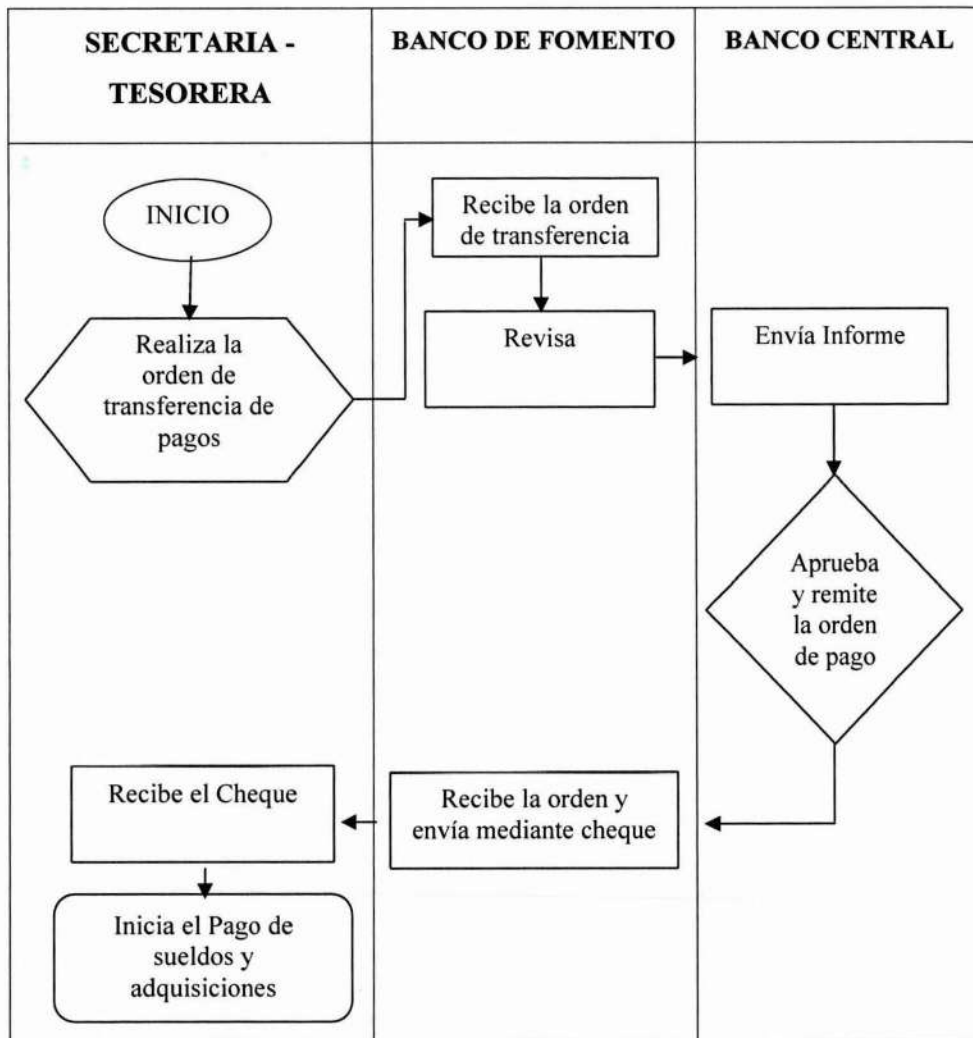 SECRETARIA -
TESORERA
BANCO DE FOMENTO
BANCO CENTRAL
INICIO
Realiza la
orden de
transferencia de
pagos
Recibe la orden
de transferencia
Revisa
Envía Informe
Aprueba
y remite
la orden
de pago
Recibe la orden y
envía mediante cheque
Recibe el Cheque
Inicia el Pago de
sueldos y
adquisiciones